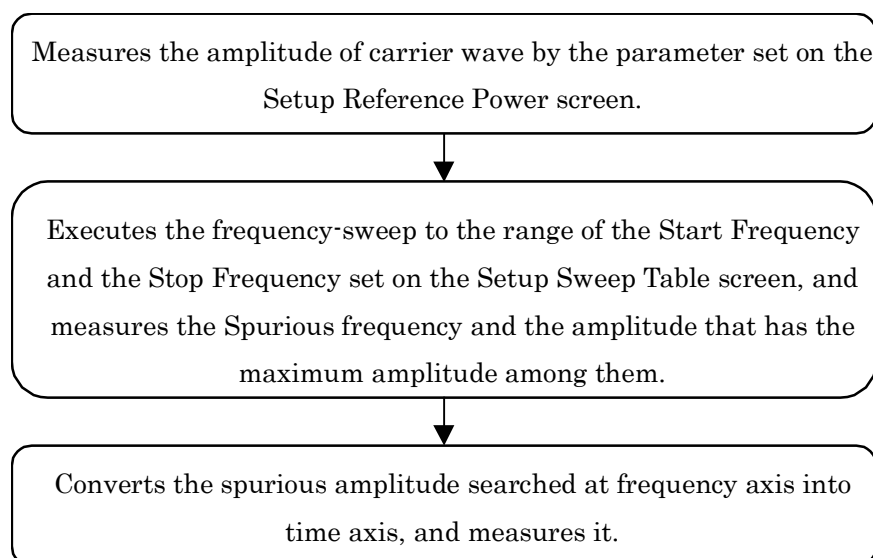 Measures the amplitude of carrier wave by the parameter set on the
Setup Reference Power screen.
Executes the frequency-sweep to the range of the Start Frequency
and the Stop Frequency set on the Setup Sweep Table screen, and
measures the Spurious frequency and the amplitude that has the
maximum amplitude among them.
Converts the spurious amplitude searched at frequency axis into
time axis, and measures it.